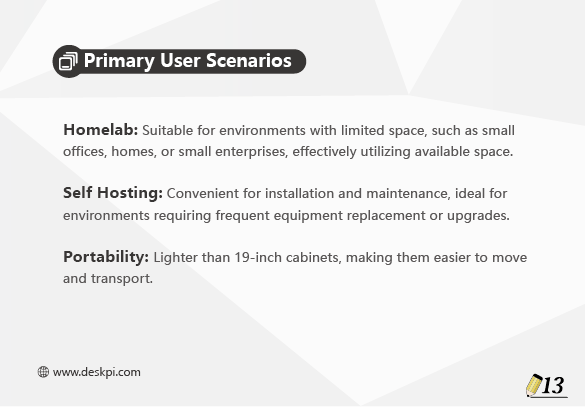 Primary User Scenarios
Homelab: Suitable for environments with limited space, such as small
offices, homes, or small enterprises, effectively utilizing available space.
Self Hosting: Convenient for installation and maintenance, ideal for
environments requiring frequent equipment replacement or upgrades.
Portability: Lighter than 19-inch cabinets, making them easier to move
and transport.
www.deskpi.com
13